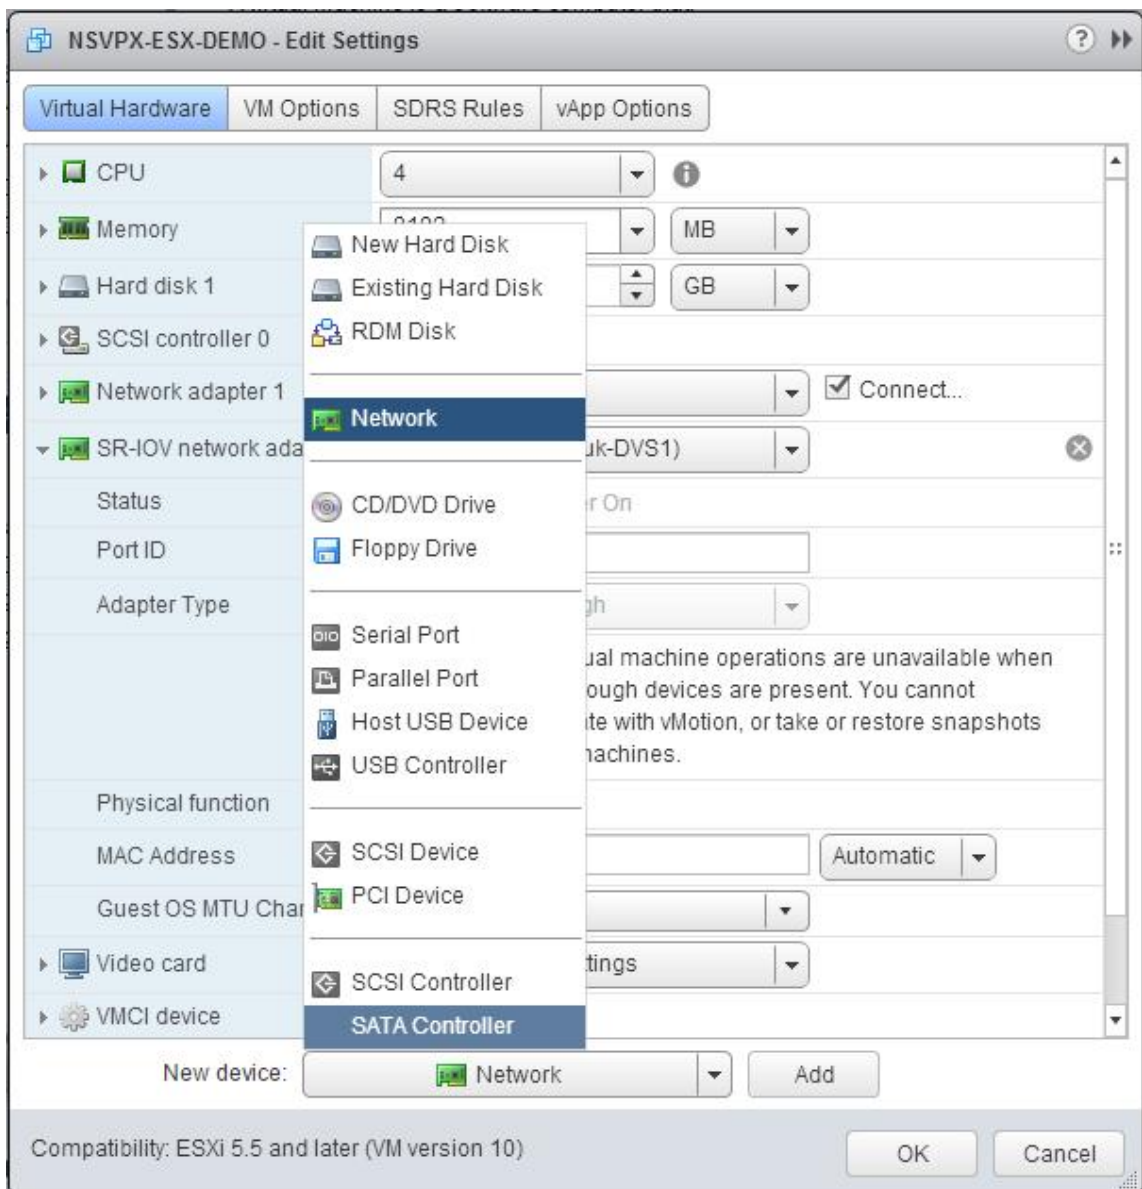 NSVPX-ESX-DEMO - Edit Settings
Virtual Hardware VM Options SDRS Rules vApp Options
CPU 4
Memory MB
New Hard Disk
Hard disk 1 Existing Hard Disk GB
SCSI controller 0 RDM Disk
Network adapter 1 Connect...
Network
SR-IOV network ada uk-DVS1)
Status CD/DVD Drive On
Port ID Floppy Drive
Adapter Type gh
Serial Port ual machine operations are unavailable when
Parallel Port ough devices are present. You cannot
Host USB Device te with vMotion, or take or restore snapshots
USB Controller machines.
Physical function
MAC Address SCSI Device Automatic
PCI Device
Guest OS MTU Chan
Video card tings
SCSI Controller
VMCI device SATA Controller
New device: Network Add
Compatibility: ESXi 5.5 and later (VM version 10) OK Cancel